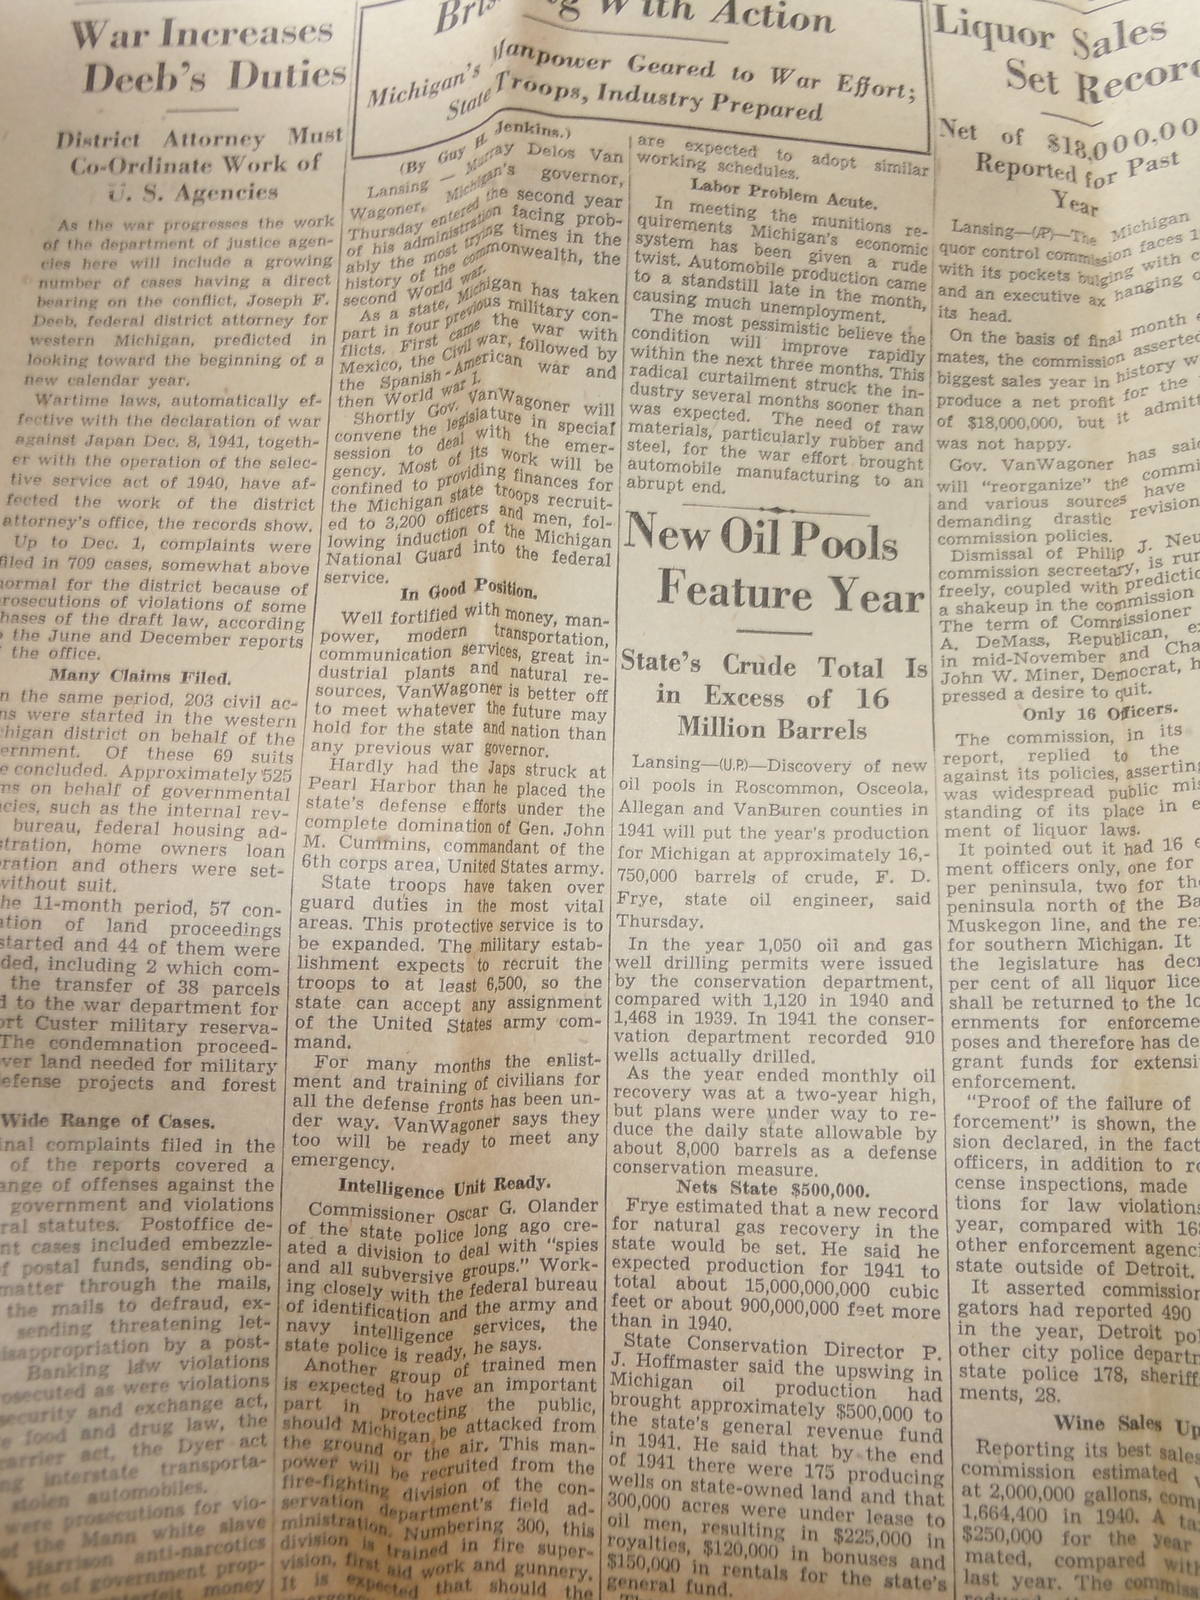 War Increases
Deeb's Duties
District Attorney Must
Co-Ordinate Work of
U. S. Agencies
As the war progresses the work
of the department of justice agen-
cies here will include a growing
number of cases having a direct
bearing on the conflict, Joseph F.
Deeb, federal district attorney for
western Michigan, predicted in
looking toward the beginning of a
new calendar year.
Wartime laws, automatically ef-
fective with the declaration of war
against Japan Dec. 8, 1941, togeth-
er with the operation of the selec-
tive service act of 1940, have af-
fected the work of the district
attorney's office, the records show.
Up to Dec. 1, complaints were
filed in 709 cases, somewhat above
normal for the district because of
prosecutions of violations of some
phases of the draft law, according
the June and December reports
the office.
Many Claims Filed.
the same period, 203 civil ac-
were started in the western
higan district on behalf of the
ernment. Of these 69 suits
concluded. Approximately 525
on behalf of governmental
cies, such as the internal rev-
bureau, federal housing ad-
stration, home owners loan
ration and others were set-
without suit.
he 11-month period, 57 con-
ation of land proceedings
started and 44 of them were
ded, including 2 which com-
the transfer of 38 parcels
to the war department for
ort Custer military reserva-
The condemnation proceed-
ver land needed for military
efense projects and forest
Wide Range of Cases.
inal complaints filed in the
of the reports covered a
ange of offenses against the
government and violations
ral statutes. Postoffice de-
nt cases included embezzle-
f postal funds, sending ob-
matter through the mails,
the mails to defraud, ex-
sending threatening let-
isappropriation by a post-
Banking law violations
rosecuted as were violations
security and exchange act,
food and drug law, the
carrier act, the Dyer act
ng interstate transporta-
stolen automobiles.
were prosecutions for vio-
of the Mann white slave
Harrison anti-narcotics
eft of government prop-
money
With Action
Michigan's Manpower Geared to War Effort;
State Troops, Industry Prepared
(By Guy H. Jenkins.)
Lansing — Murray Delos Van
Wagoner, Michigan's governor,
Thursday entered the second year
of his administration facing prob-
ably the most trying times in the
history of the commonwealth, the
second World war.
As a state, Michigan has taken
part in four previous military con-
flicts. First came the war with
Mexico, the Civil war, followed by
the Spanish-American war and
then World war I.
Shortly Gov. VanWagoner will
convene the legislature in special
session to deal with the emer-
gency. Most of its work will be
confined to providing finances for
the Michigan state troops recruit-
ed to 3,200 officers and men, fol-
lowing induction of the Michigan
National Guard into the federal
service.
In Good Position.
Well fortified with money, man-
power, modern transportation,
communication services, great in-
dustrial plants and natural re-
sources, VanWagoner is better off
to meet whatever the future may
hold for the state and nation than
any previous war governor.
Hardly had the Japs struck at
Pearl Harbor than he placed the
state's defense efforts under the
complete domination of Gen. John
M. Cummins, commandant of the
6th corps area, United States army.
State troops have taken over
guard duties in the most vital
areas. This protective service is to
be expanded. The military estab-
lishment expects to recruit the
troops to at least 6,500, so the
state can accept any assignment
of the United States army com-
mand.
For many months the enlist-
ment and training of civilians for
all the defense fronts has been un-
der way. VanWagoner says they
too will be ready to meet any
emergency.
Intelligence Unit Ready.
Commissioner Oscar G. Olander
of the state police long ago cre-
ated a division to deal with "spies
and all subversive groups." Work-
ing closely with the federal bureau
of identification and the army and
navy intelligence services, the
state police is ready, he says.
Another group of trained men
is expected to have an important
part in protecting the public,
should Michigan be attacked from
the ground or the air. This man-
power will be recruited from the
fire-fighting division of the con-
servation department's field ad-
ministration. Numbering 300, this
division is trained in fire super-
vision, first aid work and gunnery.
It is expected that should the
are expected to adopt similar
working schedules.
Labor Problem Acute.
In meeting the munitions re-
quirements Michigan's economic
system has been given a rude
twist. Automobile production came
to a standstill late in the month,
causing much unemployment.
The most pessimistic believe the
condition will improve rapidly
within the next three months. This
radical curtailment struck the in-
dustry several months sooner than
was expected. The need of raw
materials, particularly rubber and
steel, for the war effort brought
automobile manufacturing to an
abrupt end.
New Oil Pools
Feature Year
State's Crude Total Is
in Excess of 16
Million Barrels
Lansing—(U.P.)—Discovery of new
oil pools in Roscommon, Osceola,
Allegan and VanBuren counties in
1941 will put the year's production
for Michigan at approximately 16,-
750,000 barrels of crude, F. D.
Frye, state oil engineer, said
Thursday.
In the year 1,050 oil and gas
well drilling permits were issued
by the conservation department,
compared with 1,120 in 1940 and
1,468 in 1939. In 1941 the conser-
vation department recorded 910
wells actually drilled.
As the year ended monthly oil
recovery was at a two-year high,
but plans were under way to re-
duce the daily state allowable by
about 8,000 barrels as a defense
conservation measure.
Nets State $500,000.
Frye estimated that a new record
for natural gas recovery in the
state would be set. He said he
expected production for 1941 to
total about 15,000,000,000 cubic
feet or about 900,000,000 feet more
than in 1940.
State Conservation Director P.
J. Hoffmaster said the upswing in
Michigan oil production had
brought approximately $500,000 to
the state's general revenue fund
in 1941. He said that by the end
of 1941 there were 175 producing
wells on state-owned land and that
300,000 acres were under lease to
oil men, resulting in $225,000 in
royalties, $120,000 in bonuses and
$150,000 in rentals for the state's
general fund.
Liquor Sales
Set Record
Net of $18,000,00
Reported for Past
Year
Lansing—(AP)—The Michigan
quor control commission faces 1
with its pockets bulging with c
and an executive ax hanging o
its head.
On the basis of final month e
mates, the commission asserted
biggest sales year in history w
produce a net profit for the
of $18,000,000, but it admitt
was not happy.
Gov. VanWagoner has said
will "reorganize" the commi
and various sources have
demanding drastic revision
commission policies.
Dismissal of Philip J. Neu
commission secreetary, is rum
freely, coupled with predictio
a shakeup in the commission
The term of Commissioner
A. DeMass, Republican, e
in mid-November and Cha
John W. Miner, Democrat, h
pressed a desire to quit.
Only 16 Officers.
The commission, in its
report, replied to the
against its policies, asserting
was widespread public mis
standing of its place in e
ment of liquor laws.
It pointed out it had 16 e
ment officers only, one for
per peninsula, two for the
peninsula north of the Ba
Muskegon line, and the re
for southern Michigan. It
the legislature has decr
per cent of all liquor lice
shall be returned to the lo
ernments for enforceme
poses and therefore has de
grant funds for extensi
enforcement.
"Proof of the failure of
forcement" is shown, the
sion declared, in the fact
officers, in addition to r
cense inspections, made
tions for law violations
year, compared with 16
other enforcement agenci
state outside of Detroit.
It asserted commission
gators had reported 490
in the year, Detroit pol
other city police departm
state police 178, sheriff
ments, 28.
Wine Sales Up
Reporting its best sales
commission estimated
at 2,000,000 gallons, com
1,664,400 in 1940. A ta
$250,000 for the year
mated, compared with
last year. The commiss